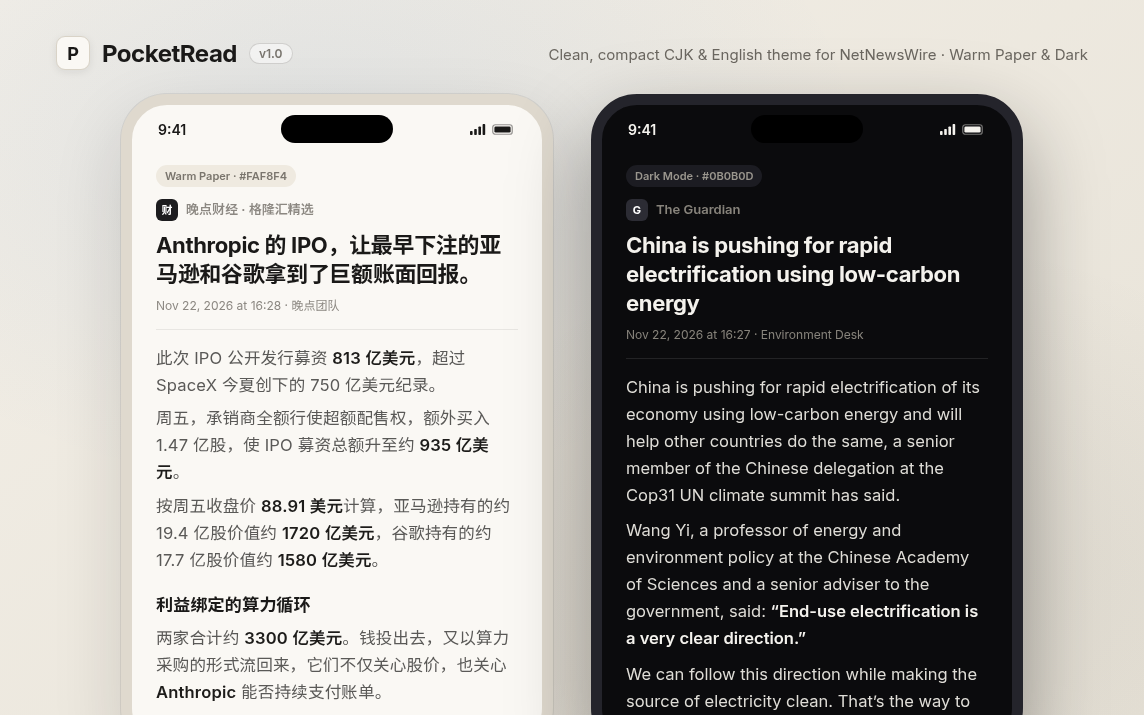 P PocketRead v1.0
Clean, compact CJK & English theme for NetNewsWire · Warm Paper & Dark
9:41
Warm Paper · #FAF8F4
财 晚点财经 · 格隆汇精选
Anthropic 的 IPO，让最早下注的亚
马逊和谷歌拿到了巨额账面回报。
Nov 22, 2026 at 16:28 · 晚点团队
此次 IPO 公开发行募资 813 亿美元，超过
SpaceX 今夏创下的 750 亿美元纪录。
周五，承销商全额行使超额配售权，额外买入
1.47 亿股，使 IPO 募资总额升至约 935 亿美
元。
按周五收盘价 88.91 美元计算，亚马逊持有的约
19.4 亿股价值约 1720 亿美元，谷歌持有的约
17.7 亿股价值约 1580 亿美元。
利益绑定的算力循环
两家合计约 3300 亿美元。钱投出去，又以算力
采购的形式流回来，它们不仅关心股价，也关心
Anthropic 能否持续支付账单。
9:41
Dark Mode · #0B0B0D
G The Guardian
China is pushing for rapid
electrification using low-carbon
energy
Nov 22, 2026 at 16:27 · Environment Desk
China is pushing for rapid electrification of its
economy using low-carbon energy and will
help other countries do the same, a senior
member of the Chinese delegation at the
Cop31 UN climate summit has said.
Wang Yi, a professor of energy and
environment policy at the Chinese Academy
of Sciences and a senior adviser to the
government, said: “End-use electrification is
a very clear direction.”
We can follow this direction while making the
source of electricity clean. That’s the way to